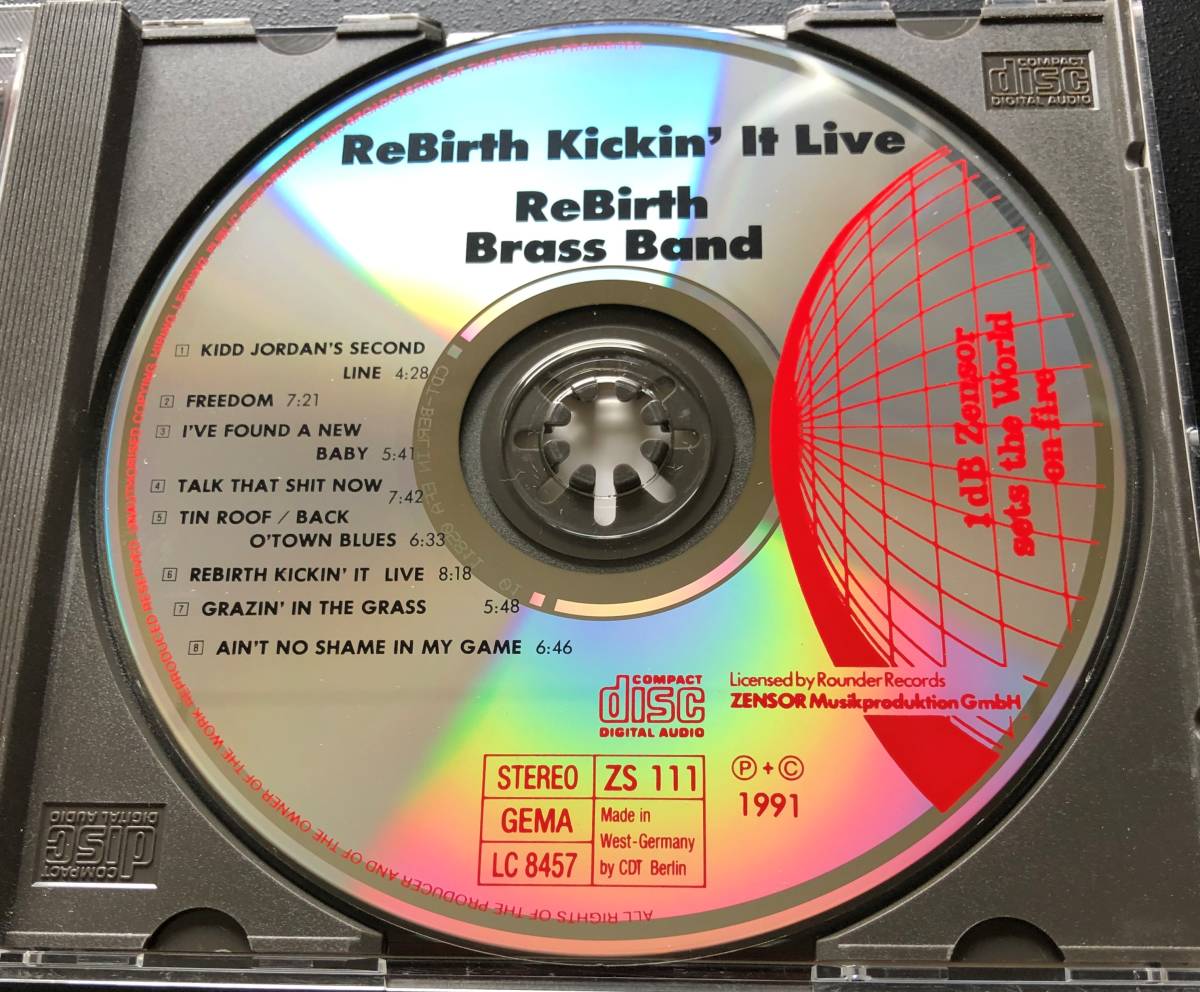 ReBirth Kickin' It Live
ReBirth
Brass Band
1 KIDD JORDAN'S SECOND
LINE 4:28
2 FREEDOM 7:21
3 I'VE FOUND A NEW
BABY 5:41
4 TALK THAT SHIT NOW 7:42
5 TIN ROOF / BACK
O'TOWN BLUES 6:33
6 REBIRTH KICKIN' IT LIVE 8:18
7 GRAZIN' IN THE GRASS 5:48
8 AIN'T NO SHAME IN MY GAME 6:46
1dB Zensor
sets the World
on fire
Licensed by Rounder Records
ZENSOR Musikproduktion GmbH
COMPACT
disc
DIGITAL AUDIO
STEREO
GEMA
LC 8457
ZS 111
Made in
West-Germany
by CDT Berlin
P + C
1991
ALL RIGHTS OF THE PRODUCER AND OF THE OWNER OF THE WORK REPRODUCED RESERVED
COMPACT
disc
DIGITAL AUDIO
COMPACT
disc
DIGITAL AUDIO